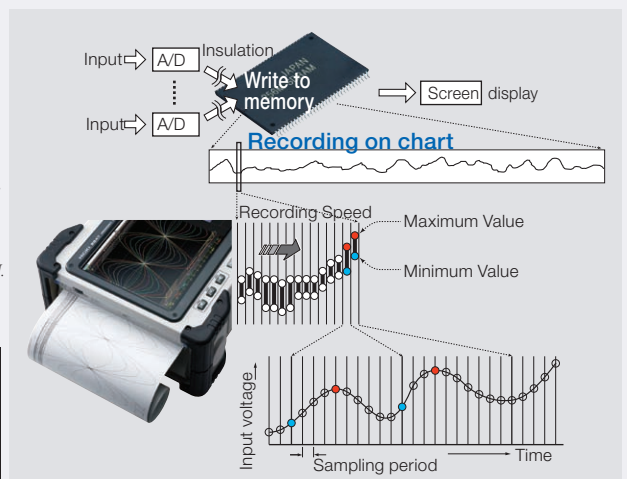 Input
A/D
Insulation
Input
A/D
JAPAN
Write to
memory
Screen
display
Recording on chart
Recording Speed
Maximum Value
Minimum Value
Input voltage
Sampling period
Time